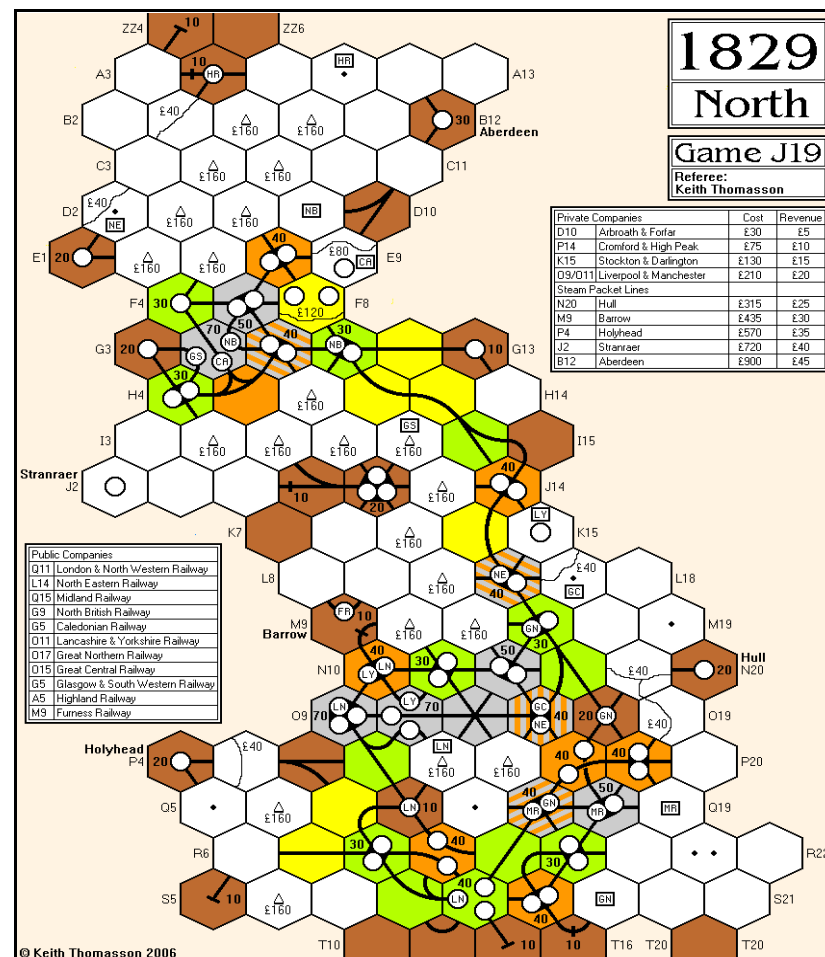 ZZ4 10 ZZ6
1829
North
Game J19
Referee:
Keith Thomasson
A3 10 HR HR A13
B2 £40 £160 £160 30 B12
Aberdeen
C3 £160 £160 C11
D2 £40 NE £160 £160 NB D10
E1 20 £160 £160 40 £80 CA E9
F4 30 70 50 £120 F8
G3 20 GS CA NB 40 NB 30 10 G13
H4 30 £160 H14
I3 £160 £160 £160 GS £160 I15
Stranraer
J2 10 20 £160 40 J14
K7 £160 LY K15
L8 £160 NE 40 £40 GC L18
M9 FR 10 £160 £160 GN 30 M19
Barrow
N10 40 LN LY 30 50 £40 20 Hull
N20
O9 70 LN LY 70 GC NE 40 20 GN £40 O19
Holyhead
P4 20 £40 LN £160 £160 40 40 P20
Q5 £160 LN 10 40 MR GN 50 MR MR Q19
R6 30 40 30 R22
S5 10 £160 LN 40 40 GN S21
T10 10 10 T16 T20 T20
Private Companies Cost Revenue
D10 Arbroath & Forfar £30 £5
P14 Cromford & High Peak £75 £10
K15 Stockton & Darlington £130 £15
O9/O11 Liverpool & Manchester £210 £20
Steam Packet Lines
N20 Hull £315 £25
M9 Barrow £435 £30
P4 Holyhead £570 £35
J2 Stranraer £720 £40
B12 Aberdeen £900 £45
Public Companies
Q11 London & North Western Railway
L14 North Eastern Railway
Q15 Midland Railway
G9 North British Railway
G5 Caledonian Railway
O11 Lancashire & Yorkshire Railway
O17 Great Northern Railway
O15 Great Central Railway
G5 Glasgow & South Western Railway
A5 Highland Railway
M9 Furness Railway
© Keith Thomasson 2006